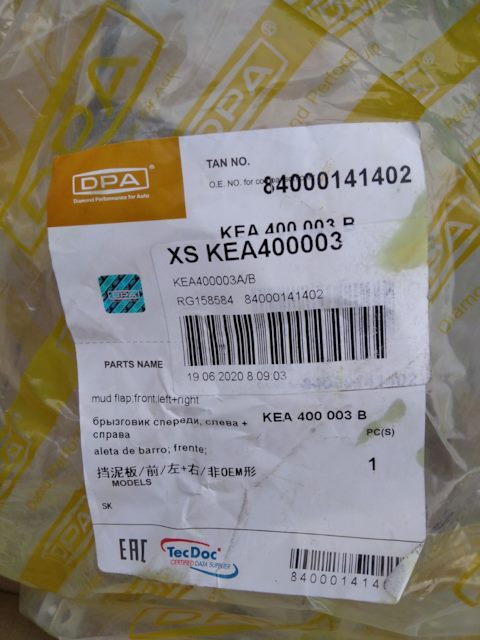 DPA
Diamond Performance for Auto
TAN NO.
O.E. NO. for
84000141402
KEA 400 003 B
XS KEA400003
KEA400003A/B
RG158584 84000141402
19.06.2020 8:09:03
PARTS NAME
mud flap,front,left+right
брызговик спереди, слева +
справа
KEA 400 003 B
PC(S)
aleta de barro; frente;
挡泥板/前/左+右/非OEM形
1
MODELS
SK
EAC
TecDoc
CERTIFIED DATA SUPPLIER
8400014140